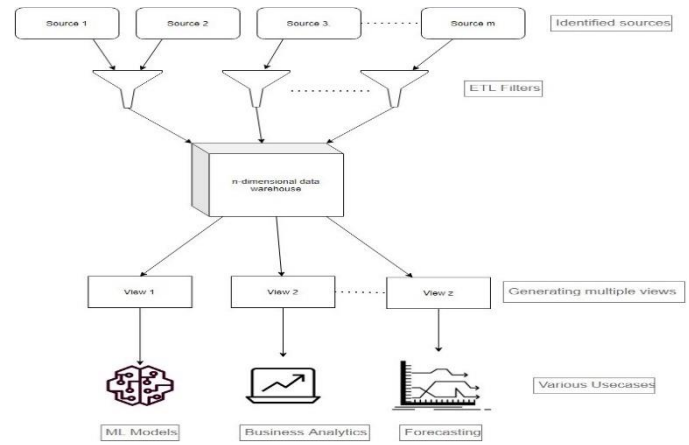 Source 1
Source 2
Source 3.
Source m
Identified sources
ETL Filters
n-dimensional data
warehouse
View 1
View 2
View z
Generating multiple views
Various Usecases
ML Models
Business Analytics
Forecasting